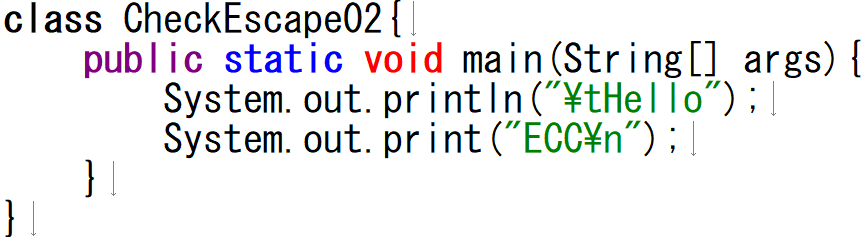 class CheckEscape02{↓
    public static void main(String[] args){
        System.out.println("¥tHello");↓
        System.out.print("ECC¥n");↓
    }↓
}↓